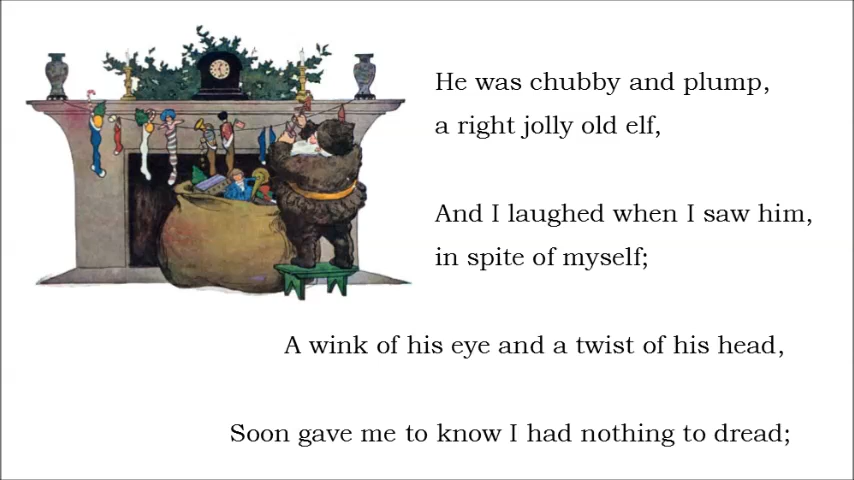 He was chubby and plump,
a right jolly old elf,
And I laughed when I saw him,
in spite of myself;
A wink of his eye and a twist of his head,
Soon gave me to know I had nothing to dread;